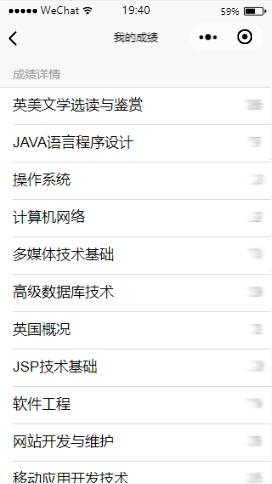 WeChat 19:40 59%
我的成绩
成绩详情
英美文学选读与鉴赏
JAVA语言程序设计
操作系统
计算机网络
多媒体技术基础
高级数据库技术
英国概况
JSP技术基础
软件工程
网站开发与维护
移动应用开发技术